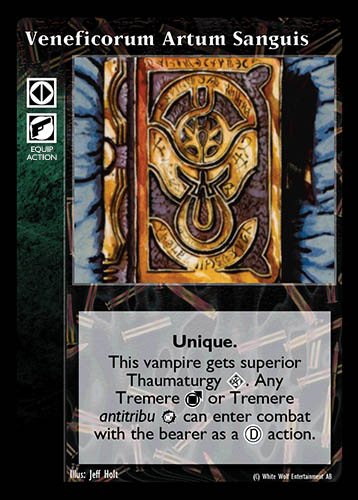 Veneficorum Artum Sanguis
EQUIP
ACTION
Unique.
This vampire gets superior
Thaumaturgy . Any
Tremere or Tremere
antitribu can enter combat
with the bearer as a D action.
Illus: Jeff Holt
(C) White Wolf Entertainment AB